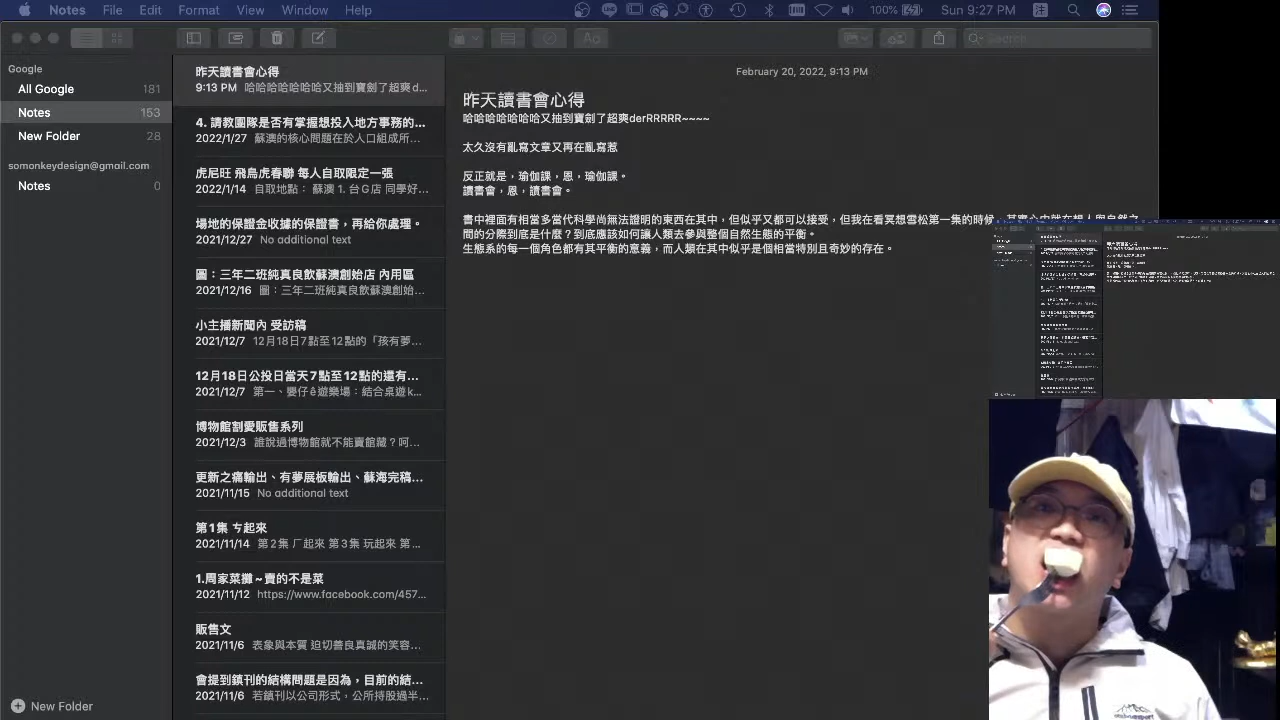 Notes File Edit Format View Window Help 100% Sun 9:27 PM 注
Search
Google
All Google 181
Notes 153
New Folder 28
somonkeydesign@gmail.com
Notes 0
New Folder
昨天讀書會心得
9:13 PM 哈哈哈哈哈哈哈又抽到寶劍了超爽d...
4. 請教團隊是否有掌握想投入地方事務的...
2022/1/27 蘇澳的核心問題在於人口組成所...
虎尼旺 飛鳥虎春聯 每人自取限定一張
2022/1/14 自取地點： 蘇澳 1. 台G店 同學好...
場地的保證金收據的保證書，再給你處理。
2021/12/27 No additional text
圖：三年二班純真飲綠澳創始店 內用區
2021/12/16 圖：三年二班純真飲綠蘇澳創始...
小主播新聞內 受訪稿
2021/12/7 12月18日7點至12點的「孩有夢...
12月18日公投日當天7點至12點的還有...
2021/12/7 第一、要仔ê遊樂場：結合桌遊k...
博物館割愛販售系列
2021/12/3 誰說過博物館就不能賣館藏？呵...
更新之痛輸出、有夢展板輸出、蘇海完稿...
2021/11/15 No additional text
第1集 ㄘ起來
2021/11/14 第2集 ㄏ起來 第3集 玩起來 第...
1.周家菜攤~賣的不是菜
2021/11/12 https://www.facebook.com/457...
販售文
2021/11/6 表象與本質 迫切善良真誠的笑容...
會提到鎮刊的結構問題是因為，目前的結...
2021/11/6 若鎮刊以公司形式，公所持股過半...
February 20, 2022, 9:13 PM
昨天讀書會心得
哈哈哈哈哈哈哈又抽到寶劍了超爽derRRRRR~~~~
太久沒有亂寫文章又再在亂寫惹
反正就是，瑜伽課，恩，瑜伽課。
讀書會，恩，讀書會。
書中裡面有相當多當代科學尚無法證明的東西在其中，但似乎又都可以接受，但我在看冥想雲松第一集的時候
間的分際到底是什麼？到底應該如何讓人類去參與整個自然生態的平衡。
生態系的每一個角色都有其平衡的意義，而人類在其中似乎是個相當特別且奇妙的存在。